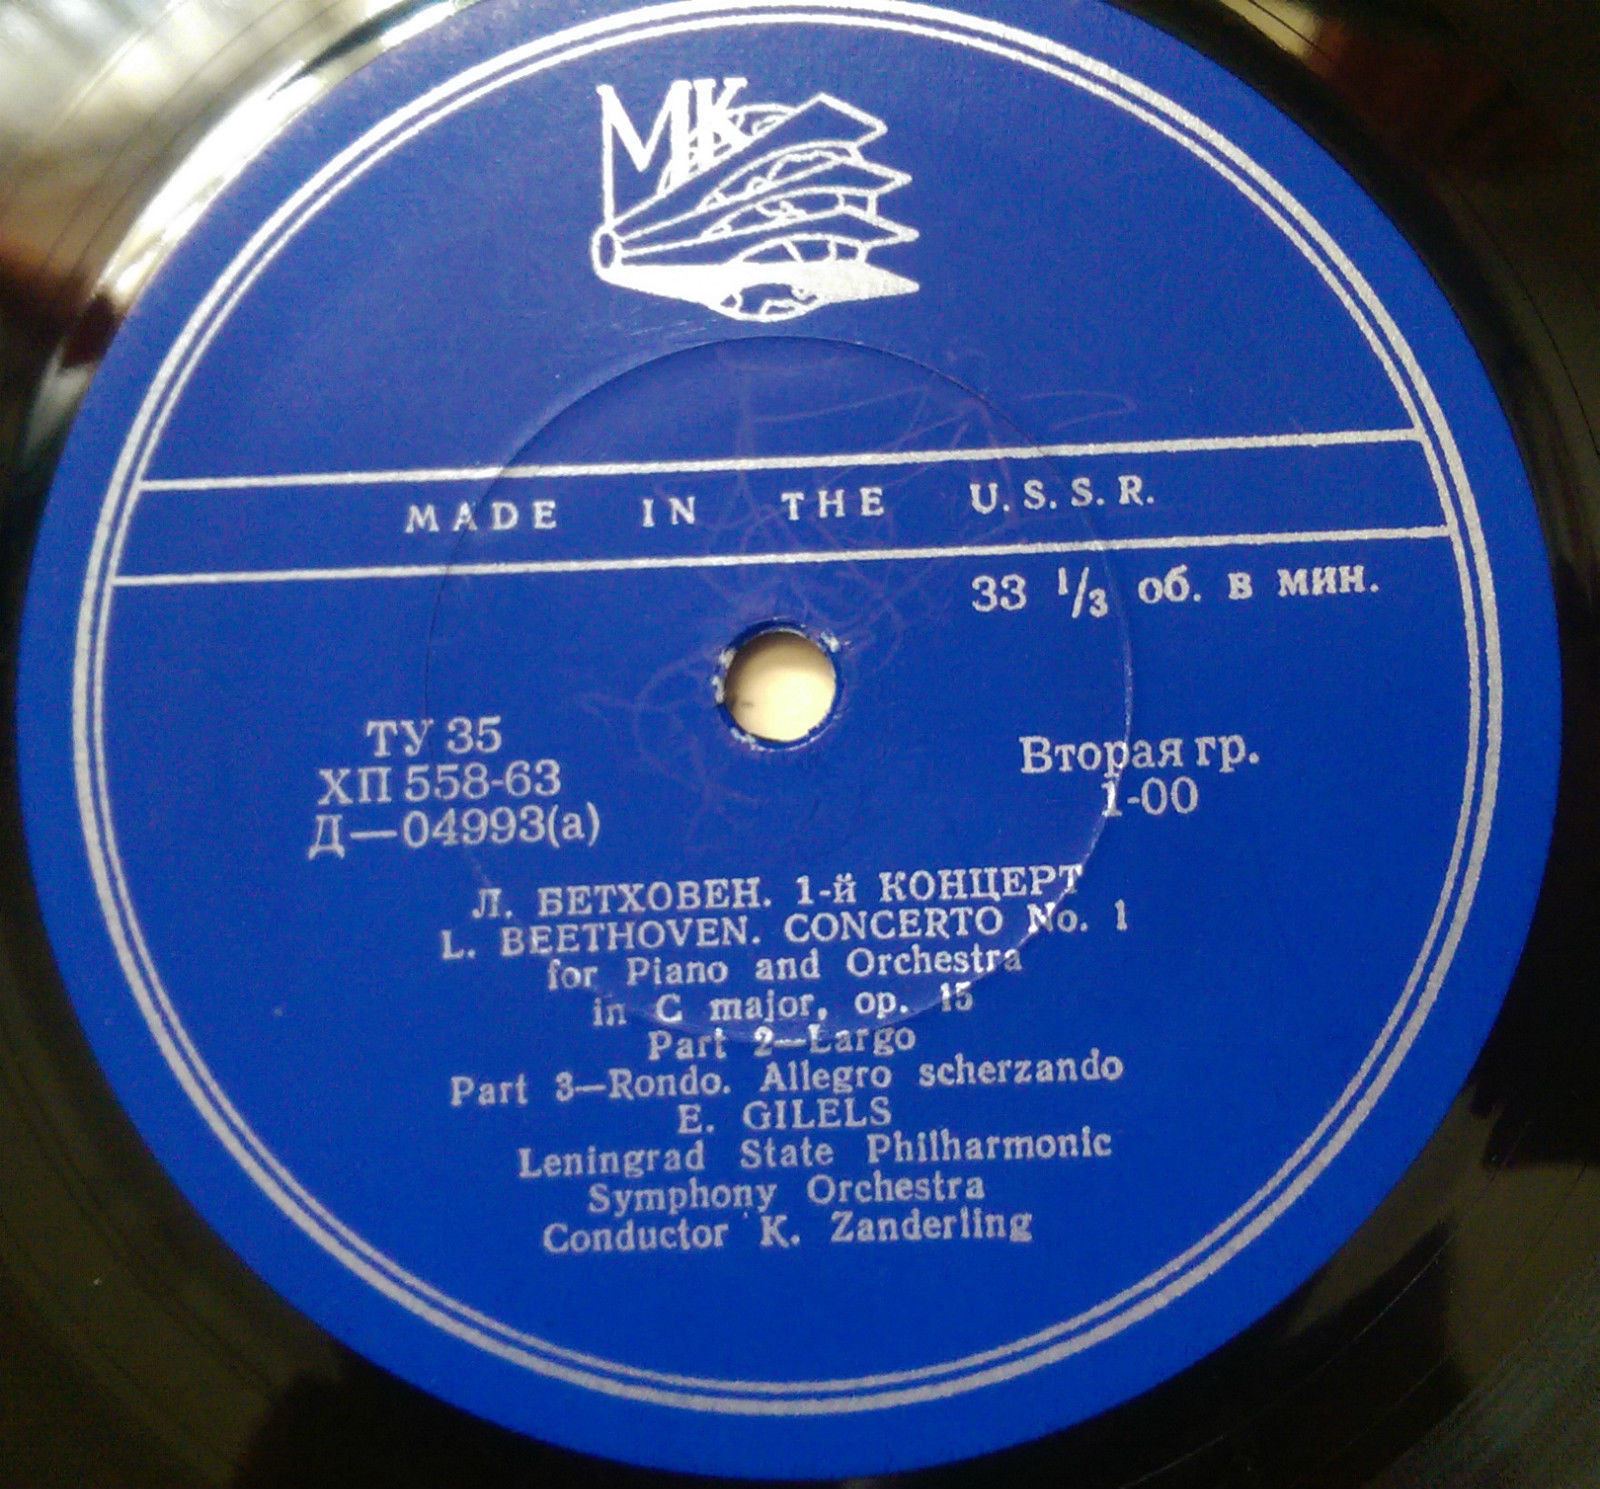 МК
MADE IN THE U.S.S.R.
33 1/3 об. в мин.
ТУ 35
ХП 558-63
Д—04993(а)
Вторая гр.
1-00
Л. БЕТХОВЕН. 1-й КОНЦЕРТ
L. BEETHOVEN. CONCERTO No. 1
for Piano and Orchestra
in C major, op. 15
Part 2—Largo
Part 3—Rondo. Allegro scherzando
E. GILELS
Leningrad State Philharmonic
Symphony Orchestra
Conductor K. Zanderling